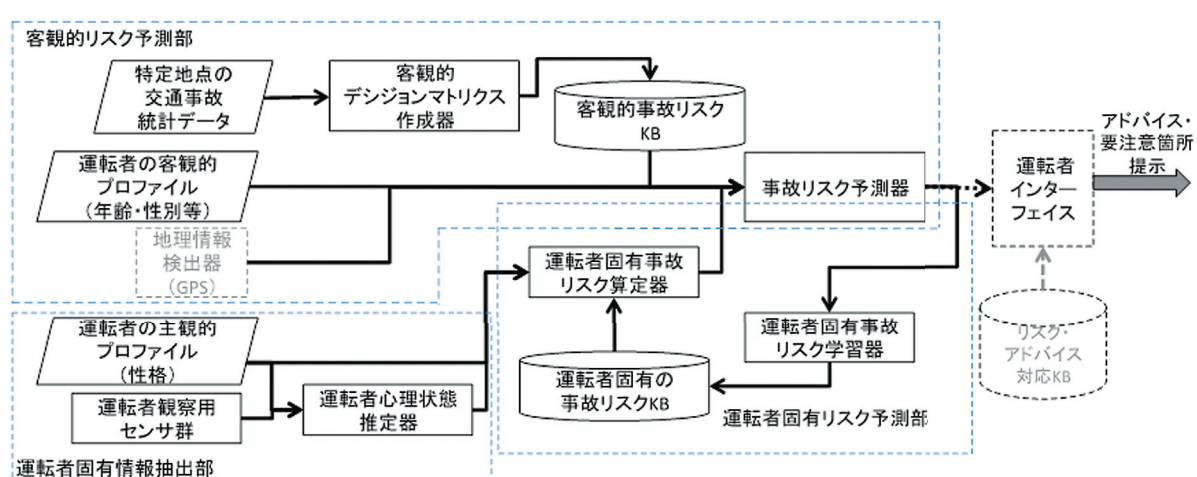 客観的リスク予測部
特定地点の
交通事故
統計データ
客観的
デシジョンマトリクス
作成器
客観的事故リスク
KB
運転者の客観的
プロファイル
（年齢・性別等）
地理情報
検出器
（GPS）
事故リスク予測器
運転者
インター
フェイス
アドバイス・
要注意箇所
提示
運転者固有事故
リスク算定器
運転者の主観的
プロファイル
（性格）
運転者観察用
センサ群
運転者心理状態
推定器
運転者固有情報抽出部
運転者固有事故
リスク学習器
運転者固有の
事故リスクKB
運転者固有リスク予測部
リスク・
アドバイス
対応KB